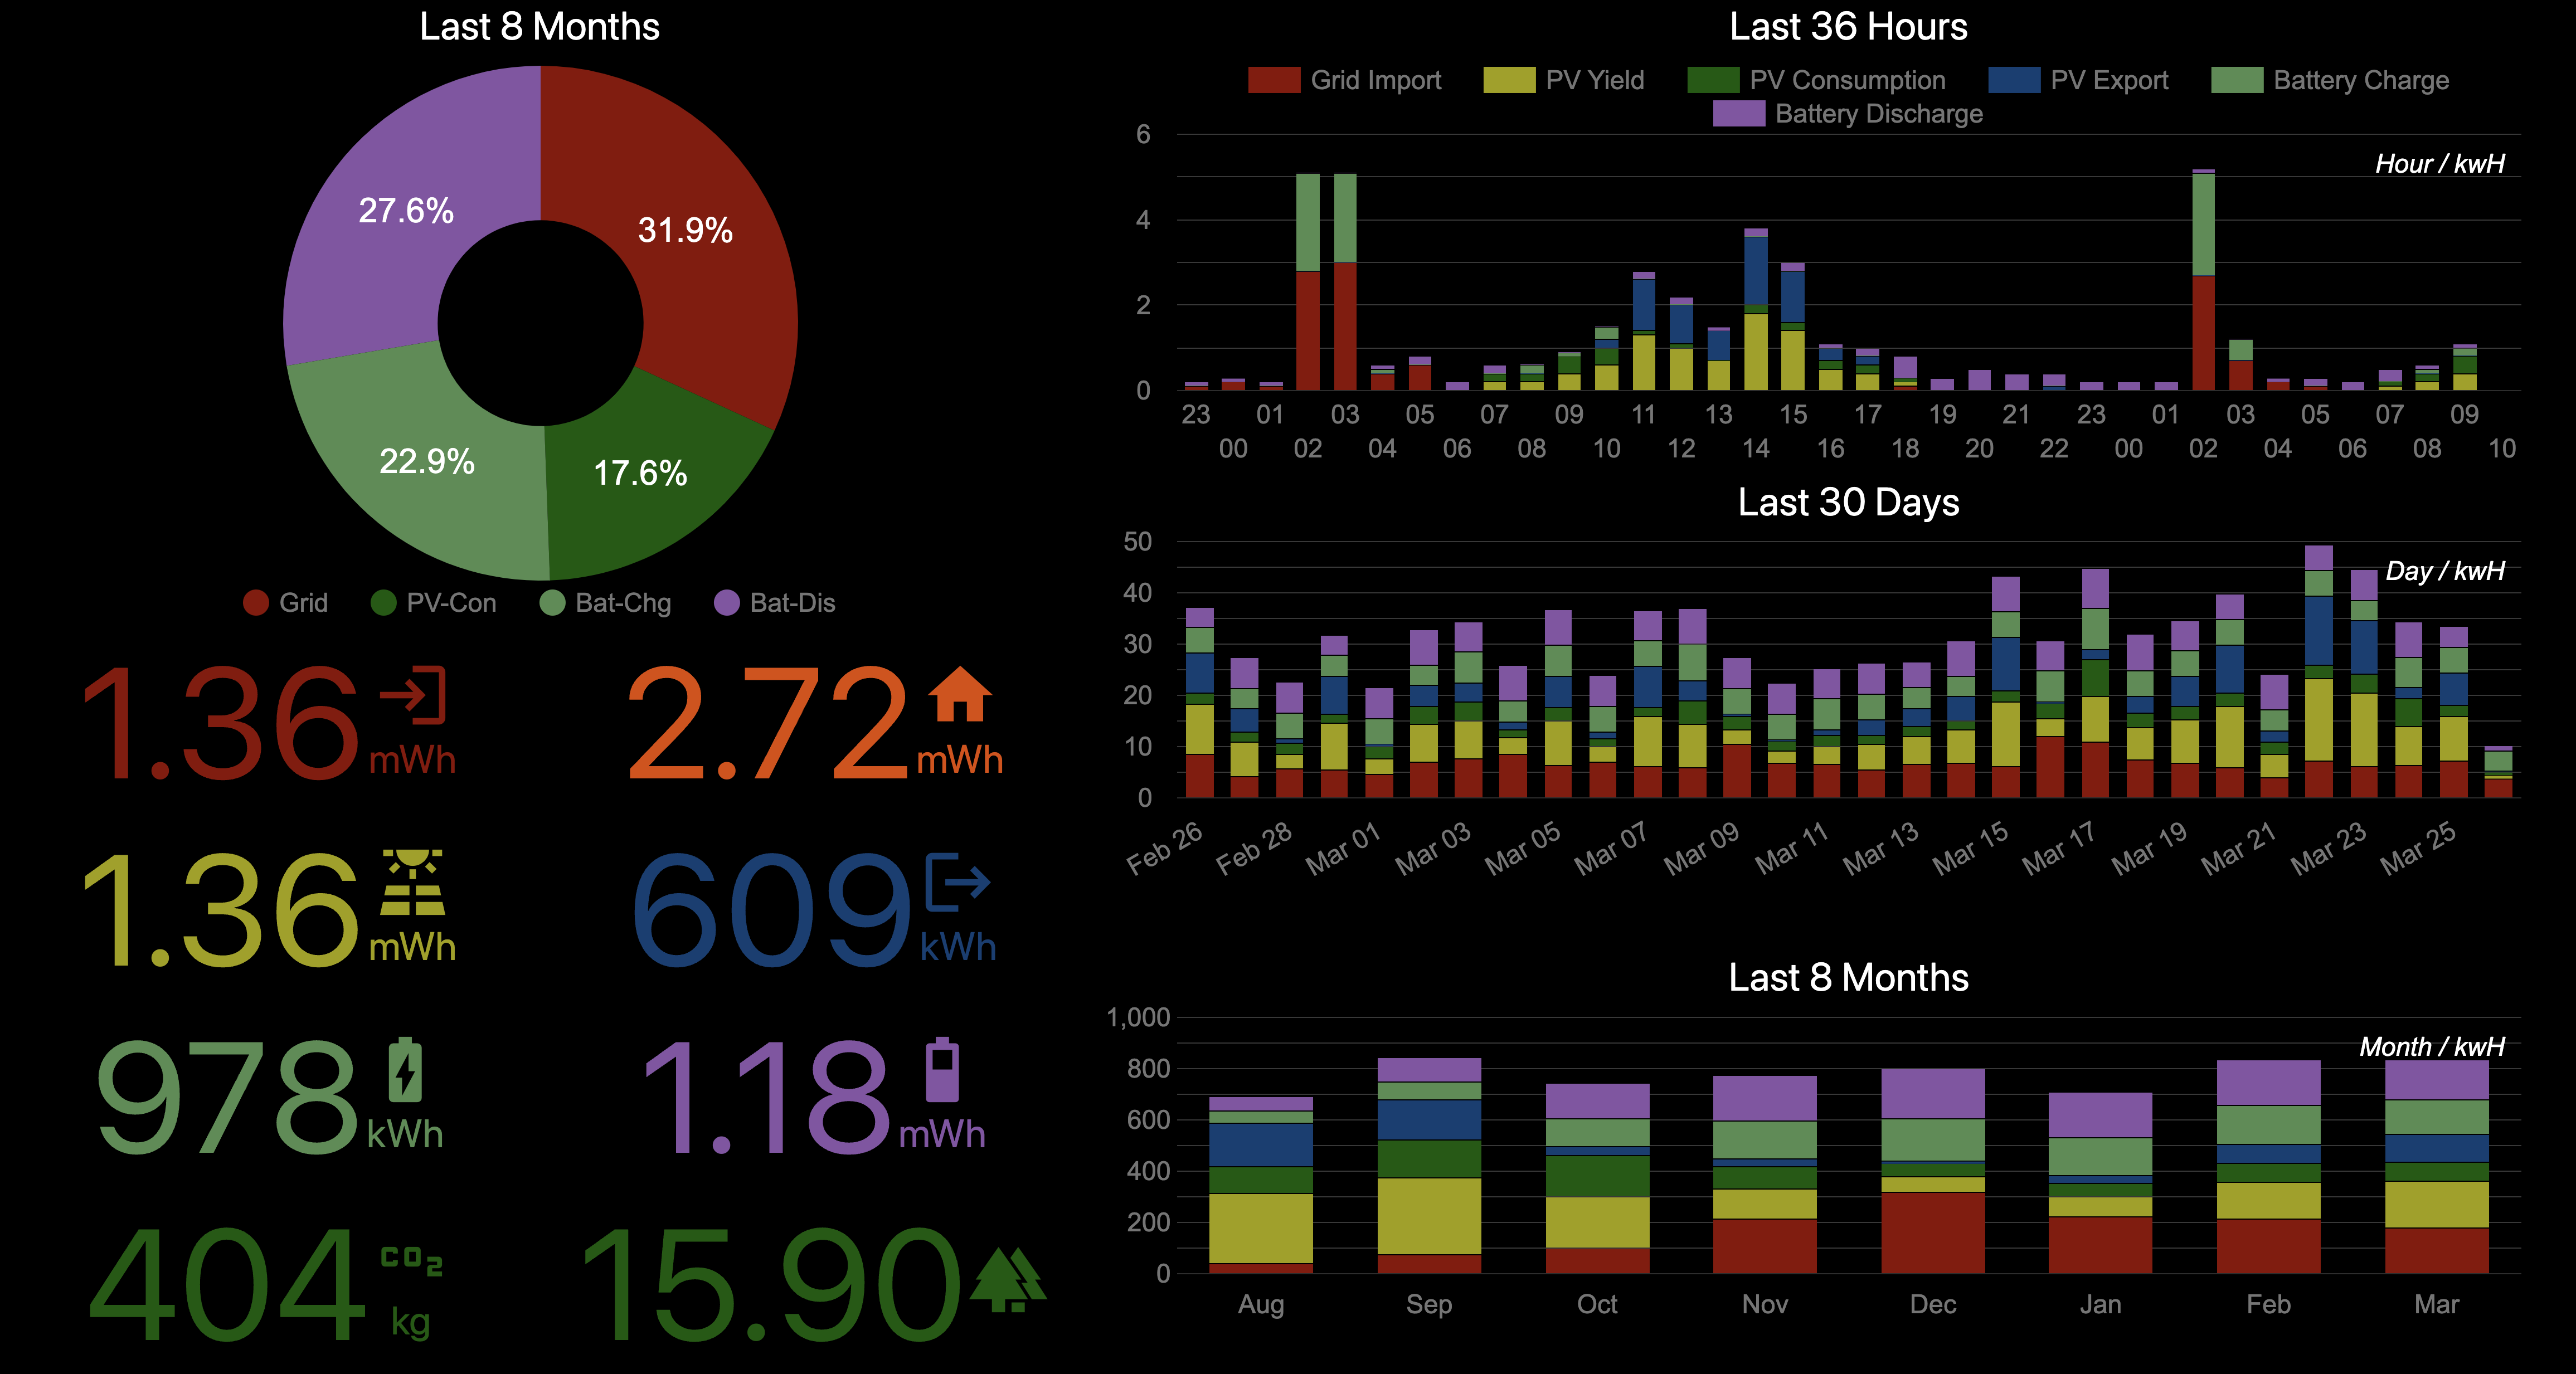 Last 8 Months
27.6%
31.9%
22.9%
17.6%
Grid PV-Con Bat-Chg Bat-Dis
1.36 mWh
2.72 mWh
1.36 mWh
609 kWh
978 kWh
1.18 mWh
404 CO2 kg
15.90
Last 36 Hours
Grid Import PV Yield PV Consumption PV Export Battery Charge
Battery Discharge
Hour / kwH
6
4
2
0
23 01 03 05 07 09 11 13 15 17 19 21 23 01 03 05 07 09
00 02 04 06 08 10 12 14 16 18 20 22 00 02 04 06 08 10
Last 30 Days
Day / kwH
50
40
30
20
10
0
Feb 26 Feb 28 Mar 01 Mar 03 Mar 05 Mar 07 Mar 09 Mar 11 Mar 13 Mar 15 Mar 17 Mar 19 Mar 21 Mar 23 Mar 25
Last 8 Months
Month / kwH
1,000
800
600
400
200
0
Aug Sep Oct Nov Dec Jan Feb Mar